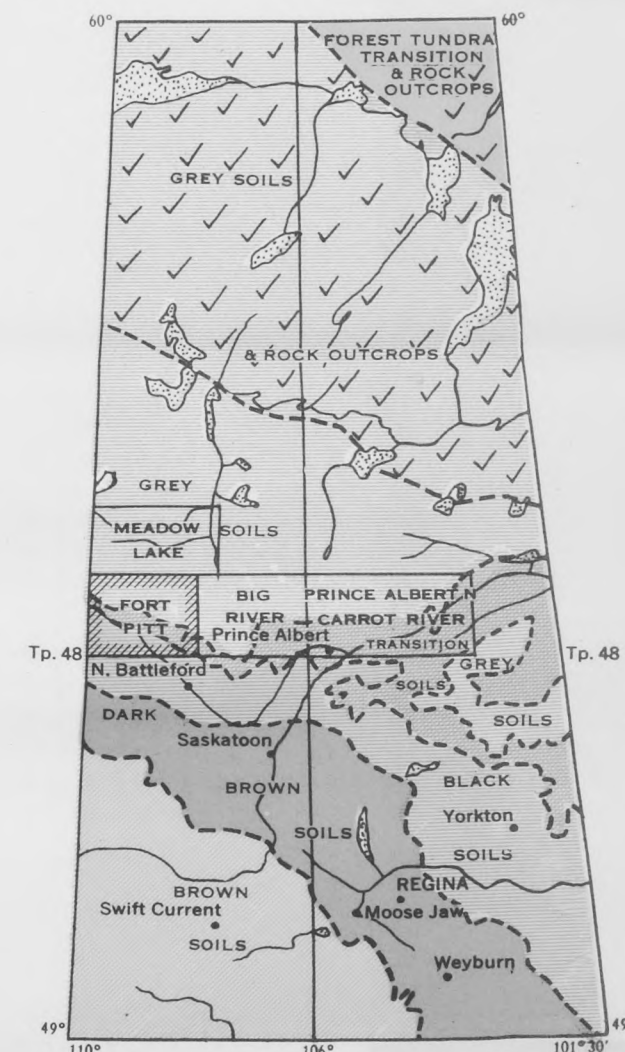 60° 60°
FOREST TUNDRA
TRANSITION
& ROCK
OUTCROPS
GREY SOILS
& ROCK OUTCROPS
GREY
SOILS
MEADOW
LAKE
FORT
PITT
BIG
RIVER
PRINCE ALBERT N
CARROT RIVER
Prince Albert
TRANSITION
Tp. 48 Tp. 48
N. Battleford
GREY
SOILS
SOILS
DARK
Saskatoon
BROWN
BLACK
Yorkton
SOILS
SOILS
REGINA
BROWN
Swift Current
Moose Jaw
SOILS
Weyburn
49° 49
110° 106° 101° 30'